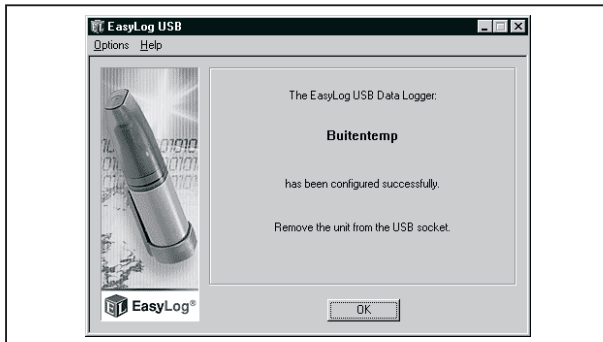 EasyLog USB
Options Help
The EasyLog USB Data Logger:
Buitentemp
has been configured successfully.
Remove the unit from the USB socket.
EL EasyLog®
OK